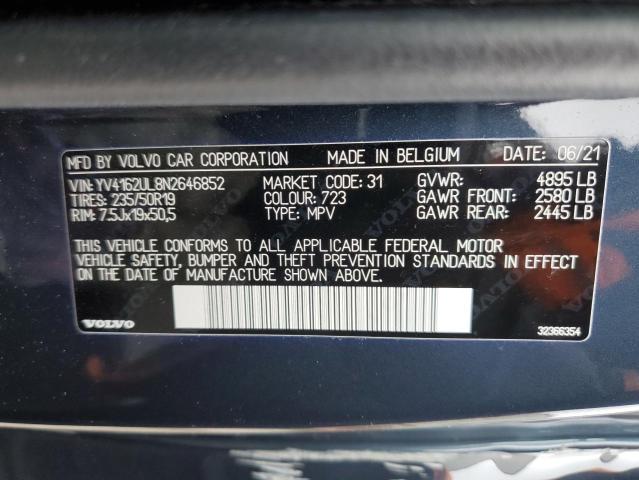 MFD BY VOLVO CAR CORPORATION MADE IN BELGIUM DATE: 06/21
VIN: YV4162UL8N2646852 MARKET CODE: 31 GVWR: 4895 LB
TIRES: 235/50R19 COLOUR: 723 GAWR FRONT: 2580 LB
RIM: 7.5Jx19x50,5 TYPE: MPV GAWR REAR: 2445 LB
THIS VEHICLE CONFORMS TO ALL APPLICABLE FEDERAL MOTOR
VEHICLE SAFETY, BUMPER AND THEFT PREVENTION STANDARDS IN EFFECT
ON THE DATE OF MANUFACTURE SHOWN ABOVE.
VOLVO 32366354